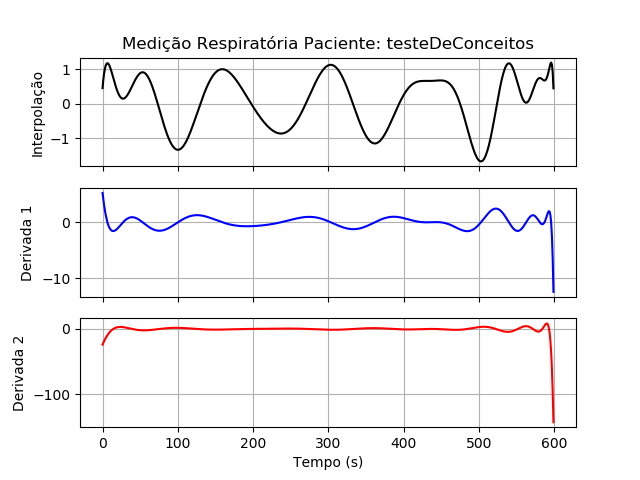 Medição Respiratória Paciente: testeDeConceitos
Interpolação
1
0
−1
Derivada 1
0
−10
Derivada 2
0
−100
0 100 200 300 400 500 600
Tempo (s)